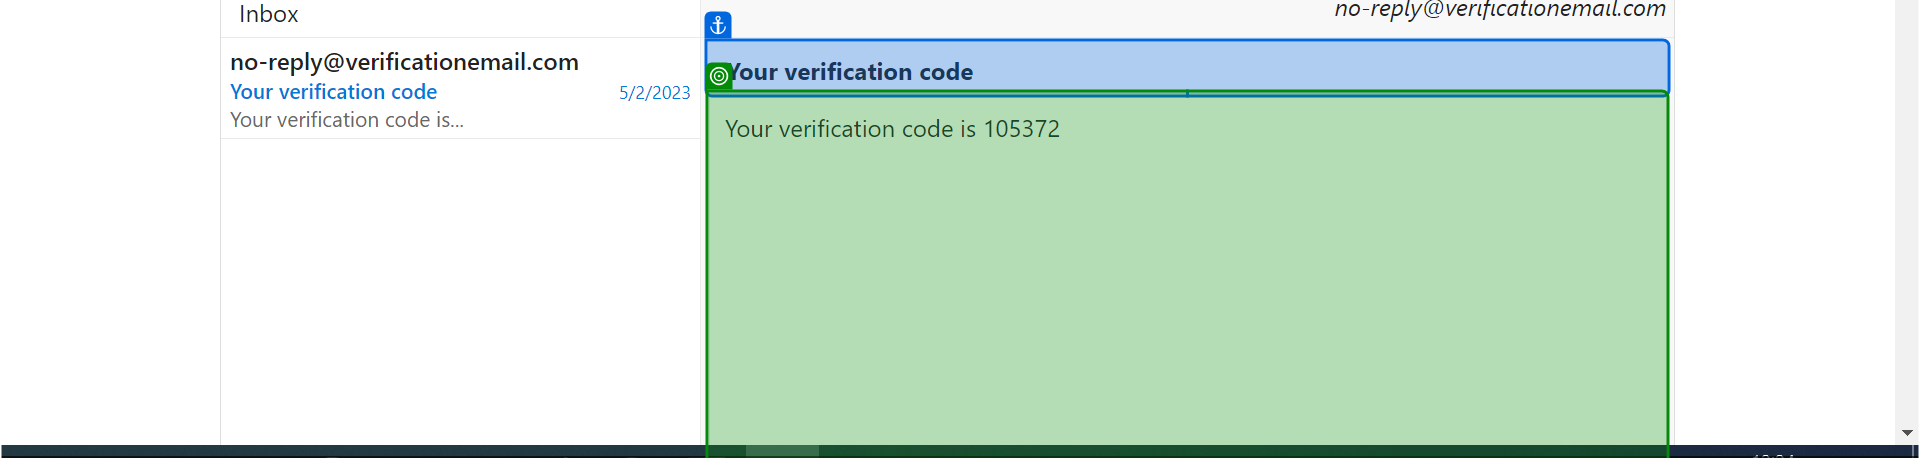 Inbox
no-reply@verificationemail.com
Your verification code 5/2/2023
Your verification code is...
no-reply@verificationemail.com
Your verification code
Your verification code is 105372